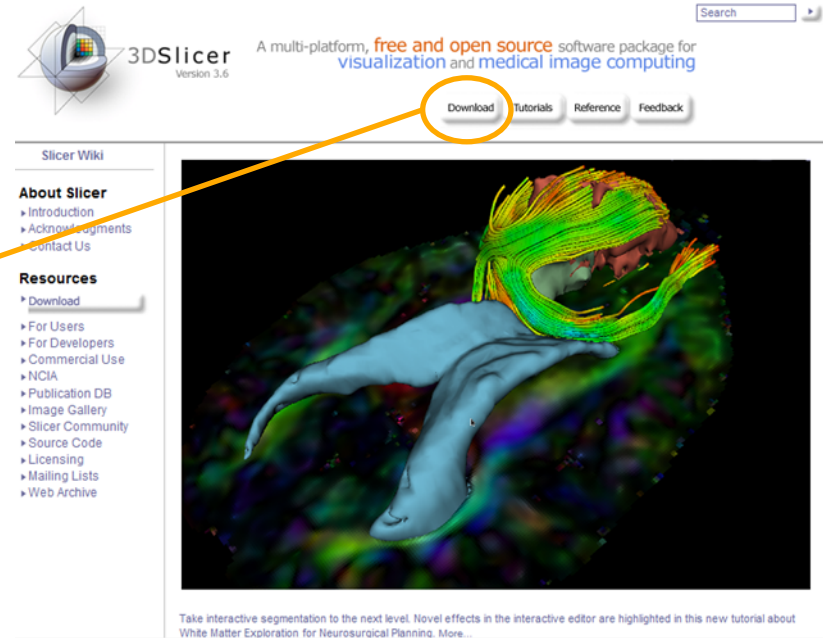 Search
3DSlicer
Version 3.6
A multi-platform, free and open source software package for
visualization and medical image computing
Download Tutorials Reference Feedback
Slicer Wiki
About Slicer
Introduction
Acknowledgments
Contact Us
Resources
Download
For Users
For Developers
Commercial Use
NCIA
Publication DB
Image Gallery
Slicer Community
Source Code
Licensing
Mailing Lists
Web Archive
Take interactive segmentation to the next level. Novel effects in the interactive editor are highlighted in this new tutorial about
White Matter Exploration for Neurosurgical Planning. More...